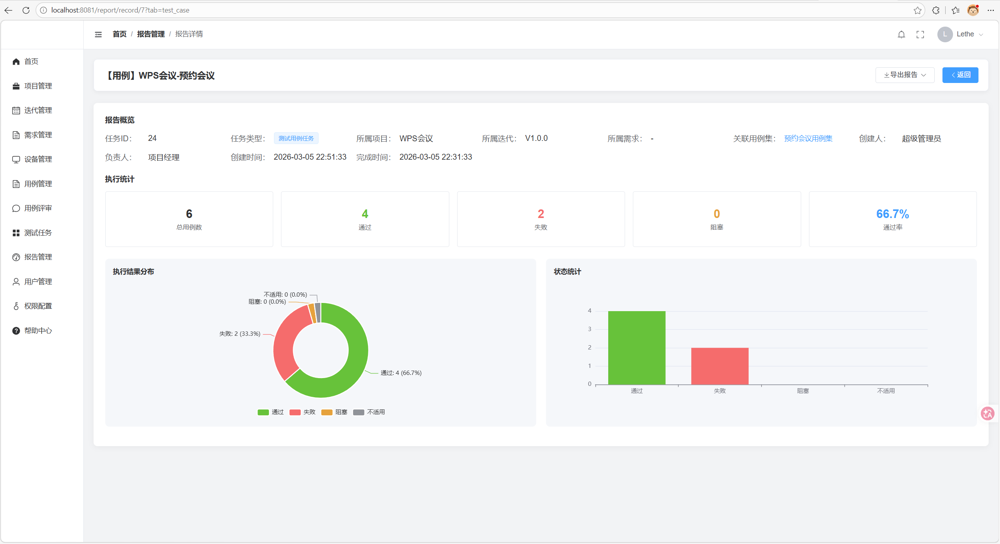 localhost:8081/report/record/7?tab=test_case
首页 / 报告管理 / 报告详情
L Lethe
首页
项目管理
迭代管理
需求管理
设备管理
用例管理
用例评审
测试任务
报告管理
用户管理
权限配置
帮助中心
【用例】WPS会议-预约会议
导出报告
返回
报告概览
任务ID： 24 任务类型： 测试用例任务 所属项目： WPS会议 所属迭代： V1.0.0 所属需求： - 关联用例集： 预约会议用例集 创建人： 超级管理员
负责人： 项目经理 创建时间： 2026-03-05 22:51:33 完成时间： 2026-03-05 22:31:33
执行统计
6
总用例数
4
通过
2
失败
0
阻塞
66.7%
通过率
执行结果分布
不适用: 0 (0.0%)
阻塞: 0 (0.0%)
失败: 2 (33.3%)
通过: 4 (66.7%)
通过 失败 阻塞 不适用
状态统计
4
3
2
1
0
通过 失败 阻塞 不适用